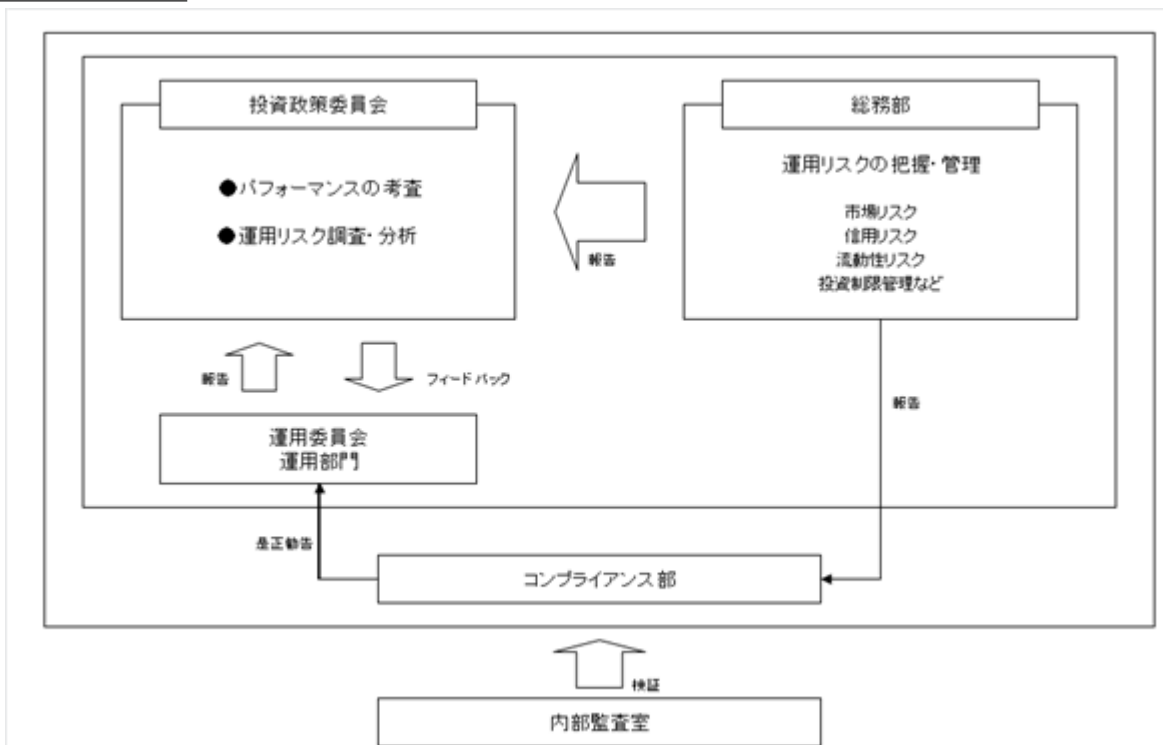 投資政策委員会
●パフォーマンスの考査
●運用リスク調査・分析
総務部
運用リスクの把握・管理
市場リスク
信用リスク
流動性リスク
投資制限管理など
報告
報告
フィードバック
報告
運用委員会
運用部門
是正勧告
コンプライアンス部
検証
内部監査室